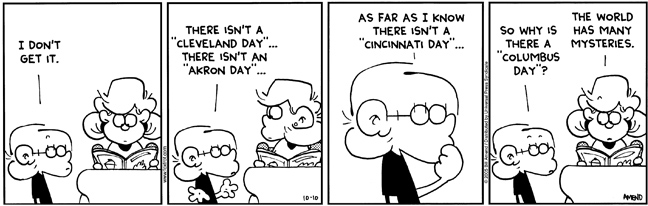 I DON'T
GET IT.
THERE ISN'T A
"CLEVELAND DAY"...
THERE ISN'T AN
"AKRON DAY"...
10-10
AS FAR AS I KNOW
THERE ISN'T A
"CINCINNATI DAY"...
SO WHY IS
THERE A
"COLUMBUS
DAY"?
THE WORLD
HAS MANY
MYSTERIES.
AMEND